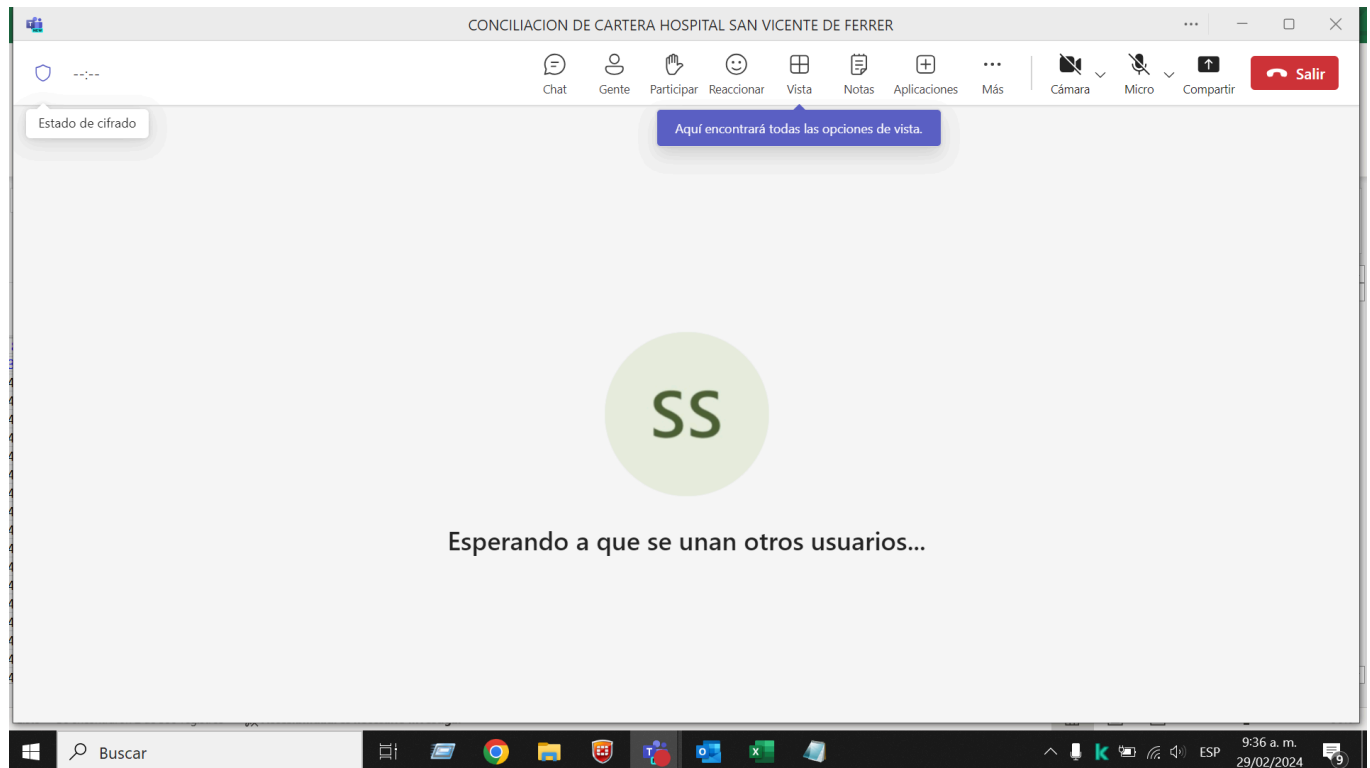 CONCILIACION DE CARTERA HOSPITAL SAN VICENTE DE FERRER
--:--
Chat Gente Participar Reaccionar Vista Notas Aplicaciones Más Cámara Micro Compartir Salir
Estado de cifrado
Aquí encontrará todas las opciones de vista.
SS
Esperando a que se unan otros usuarios...
Buscar
ESP
9:36 a. m.
29/02/2024
9